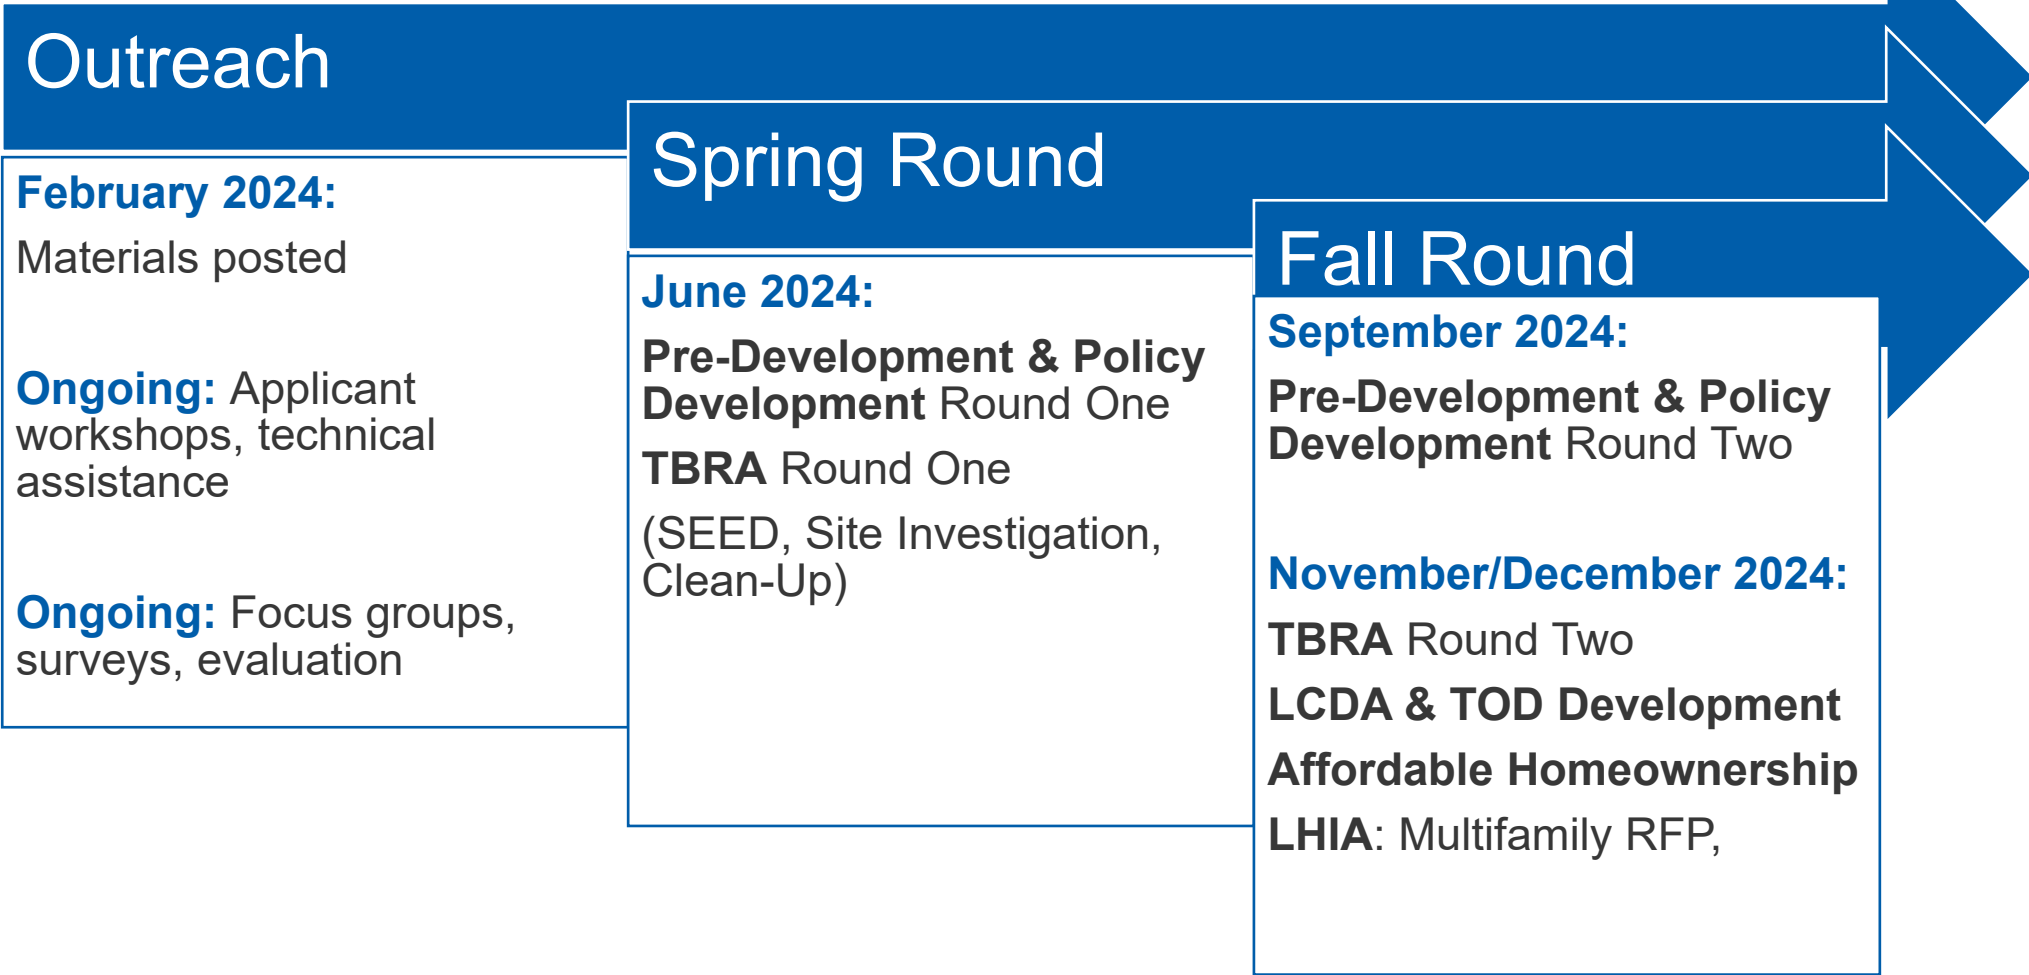 Outreach
February 2024:
Materials posted
Ongoing: Applicant
workshops, technical
assistance
Ongoing: Focus groups,
surveys, evaluation
Spring Round
June 2024:
Pre-Development & Policy
Development Round One
TBRA Round One
(SEED, Site Investigation,
Clean-Up)
Fall Round
September 2024:
Pre-Development & Policy
Development Round Two
November/December 2024:
TBRA Round Two
LCDA & TOD Development
Affordable Homeownership
LHIA: Multifamily RFP,